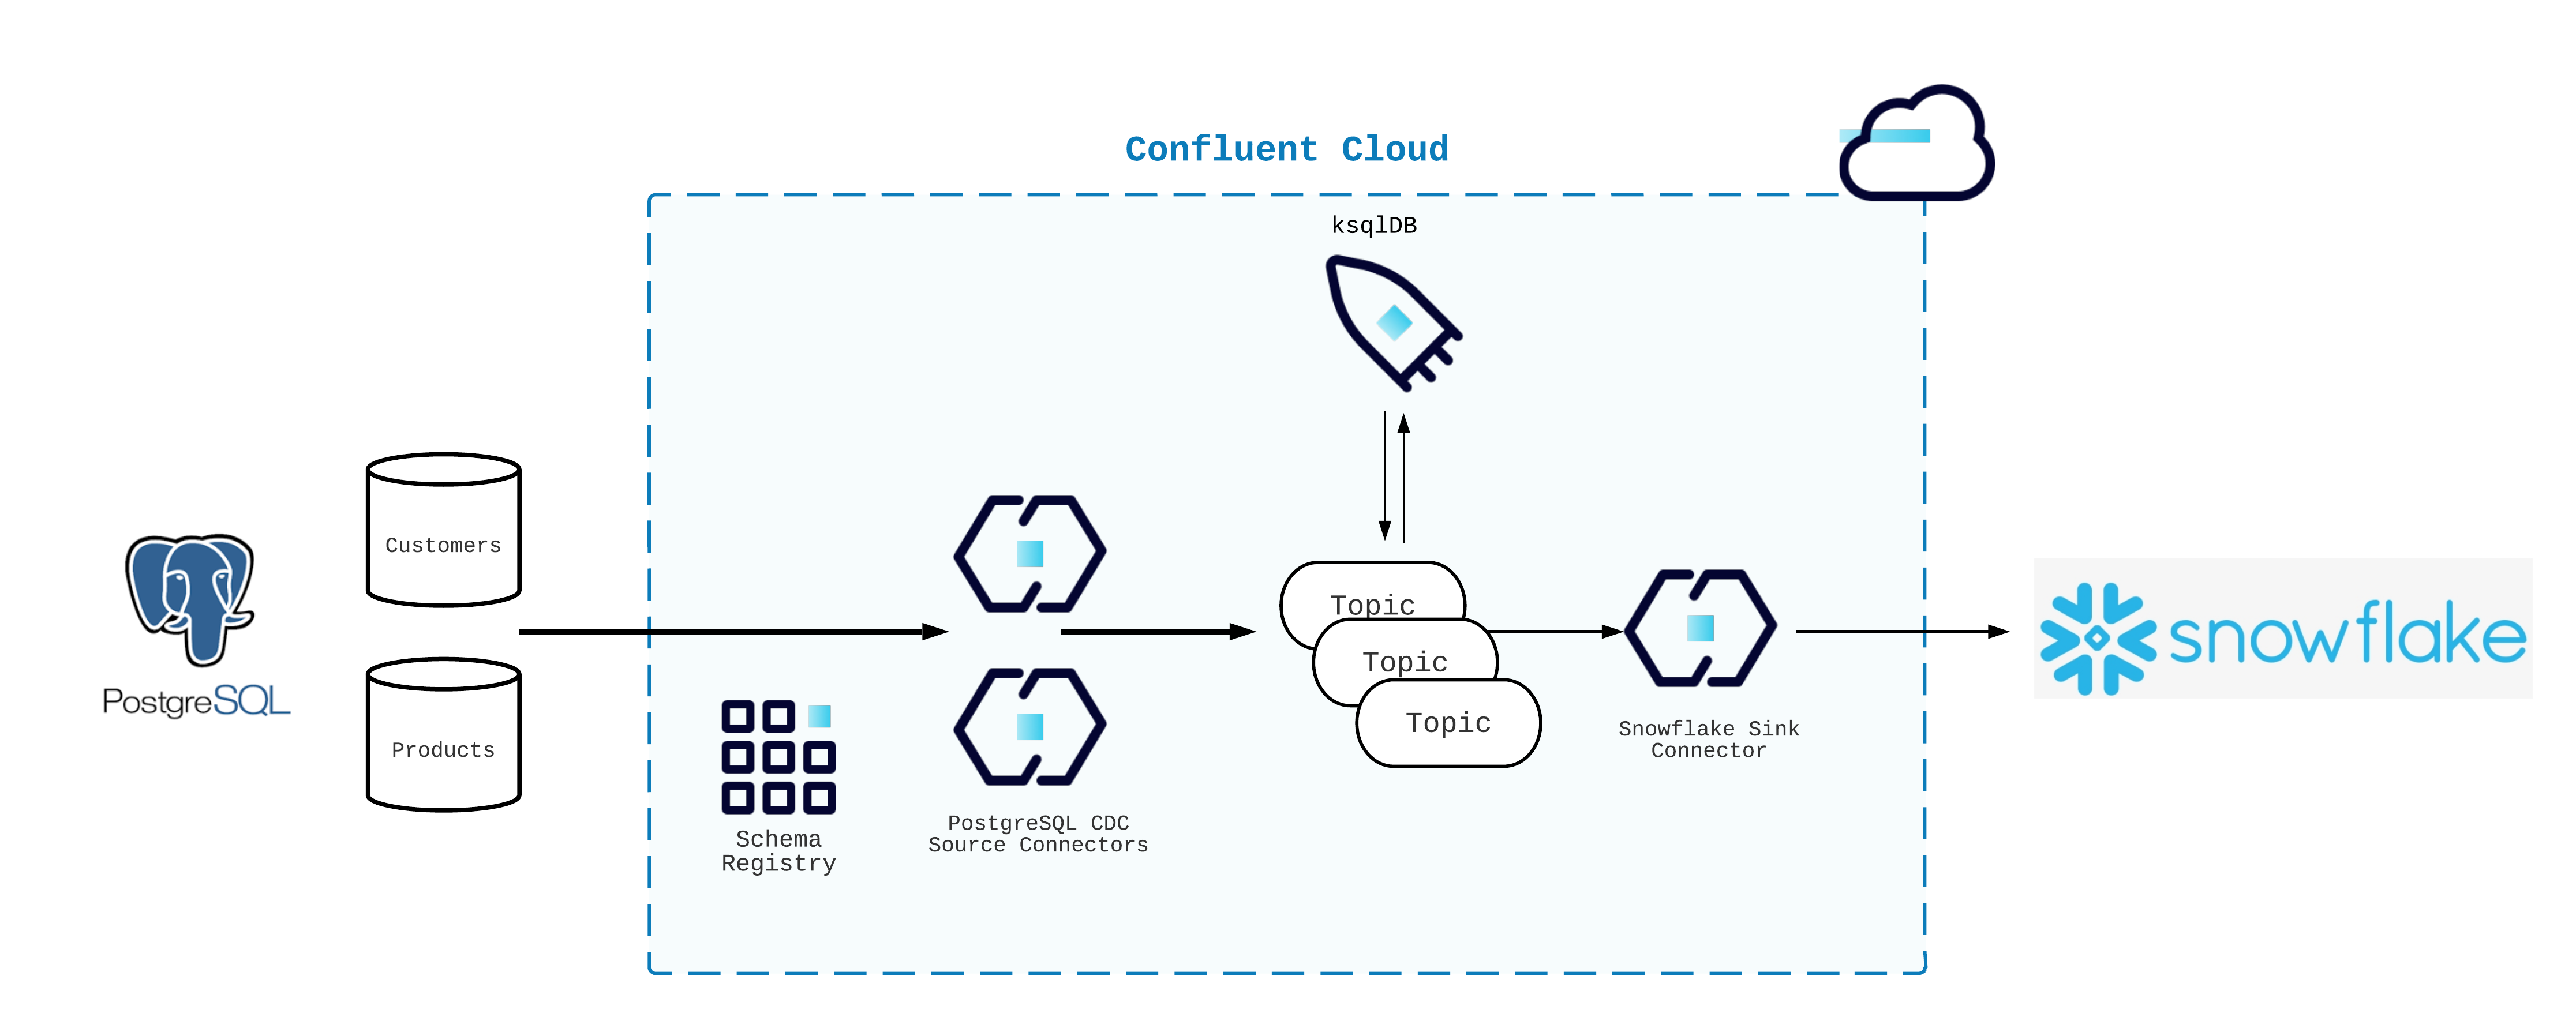 Confluent Cloud
ksqlDB
Customers
Products
PostgreSQL
Schema
Registry
PostgreSQL CDC
Source Connectors
Topic
Topic
Topic
Snowflake Sink
Connector
snowflake